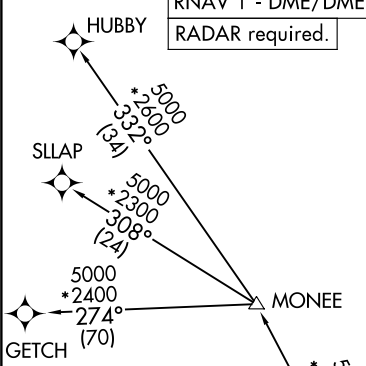 RNAV 1 - DME/DME
RADAR required.
HUBBY
5000
*2600
332°
(34)
SLLAP
5000
*2300
308°
(24)
5000
*2400
274°
(70)
MONEE
GETCH